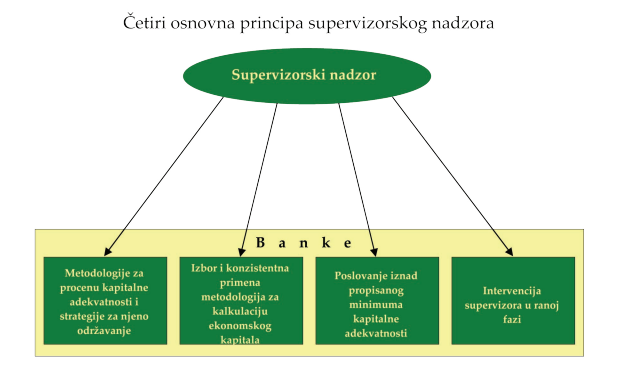 Četiri osnovna principa supervizorskog nadzora
Supervizorski nadzor
Banke
Metodologije za
procenu kapitalne
adekvatnosti i
strategije za njeno
održavanje
Izbor i konzistentna
primena
metodologija za
kalkulaciju
ekonomskog
kapitala
Poslovanje iznad
propisanog
minimuma
kapitalne
adekvatnosti
Intervencija
supervizora u ranoj
fazi